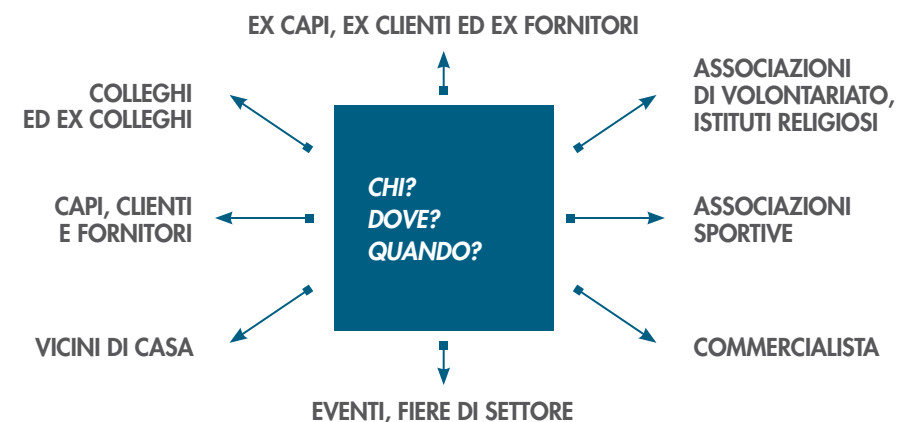 EX CAPI, EX CLIENTI ED EX FORNITORI
COLLEGHI
ED EX COLLEGHI
ASSOCIAZIONI
DI VOLONTARIATO,
ISTITUTI RELIGIOSI
CAPI, CLIENTI
E FORNITORI
CHI?
DOVE?
QUANDO?
ASSOCIAZIONI
SPORTIVE
VICINI DI CASA
COMMERCIALISTA
EVENTI, FIERE DI SETTORE